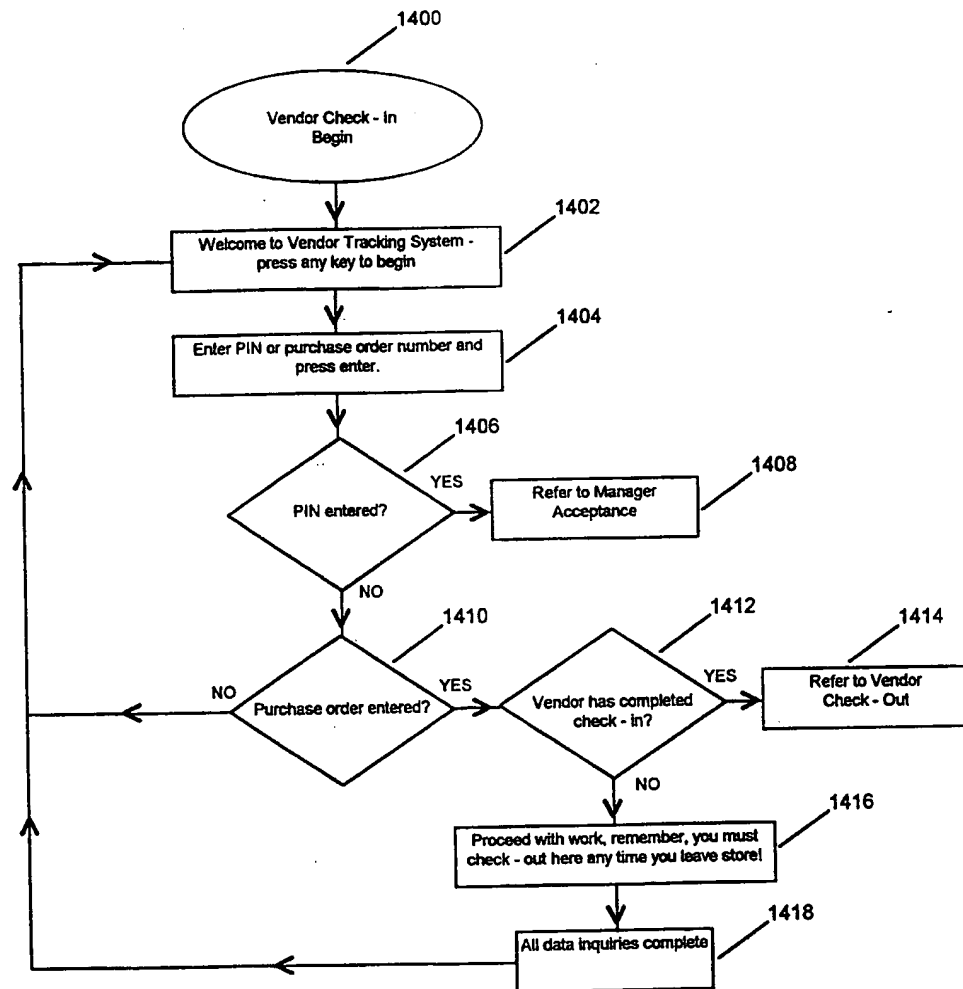 1400
Vendor Check - In
Begin
1402
Welcome to Vendor Tracking System -
press any key to begin
1404
Enter PIN or purchase order number and
press enter.
1406
YES
1408
PIN entered?
Refer to Manager
Acceptance
NO
1410
1412
1414
NO
YES
YES
Purchase order entered?
Vendor has completed
check - in?
Refer to Vendor
Check - Out
NO
1416
Proceed with work, remember, you must
check - out here any time you leave store!
1418
All data inquiries complete